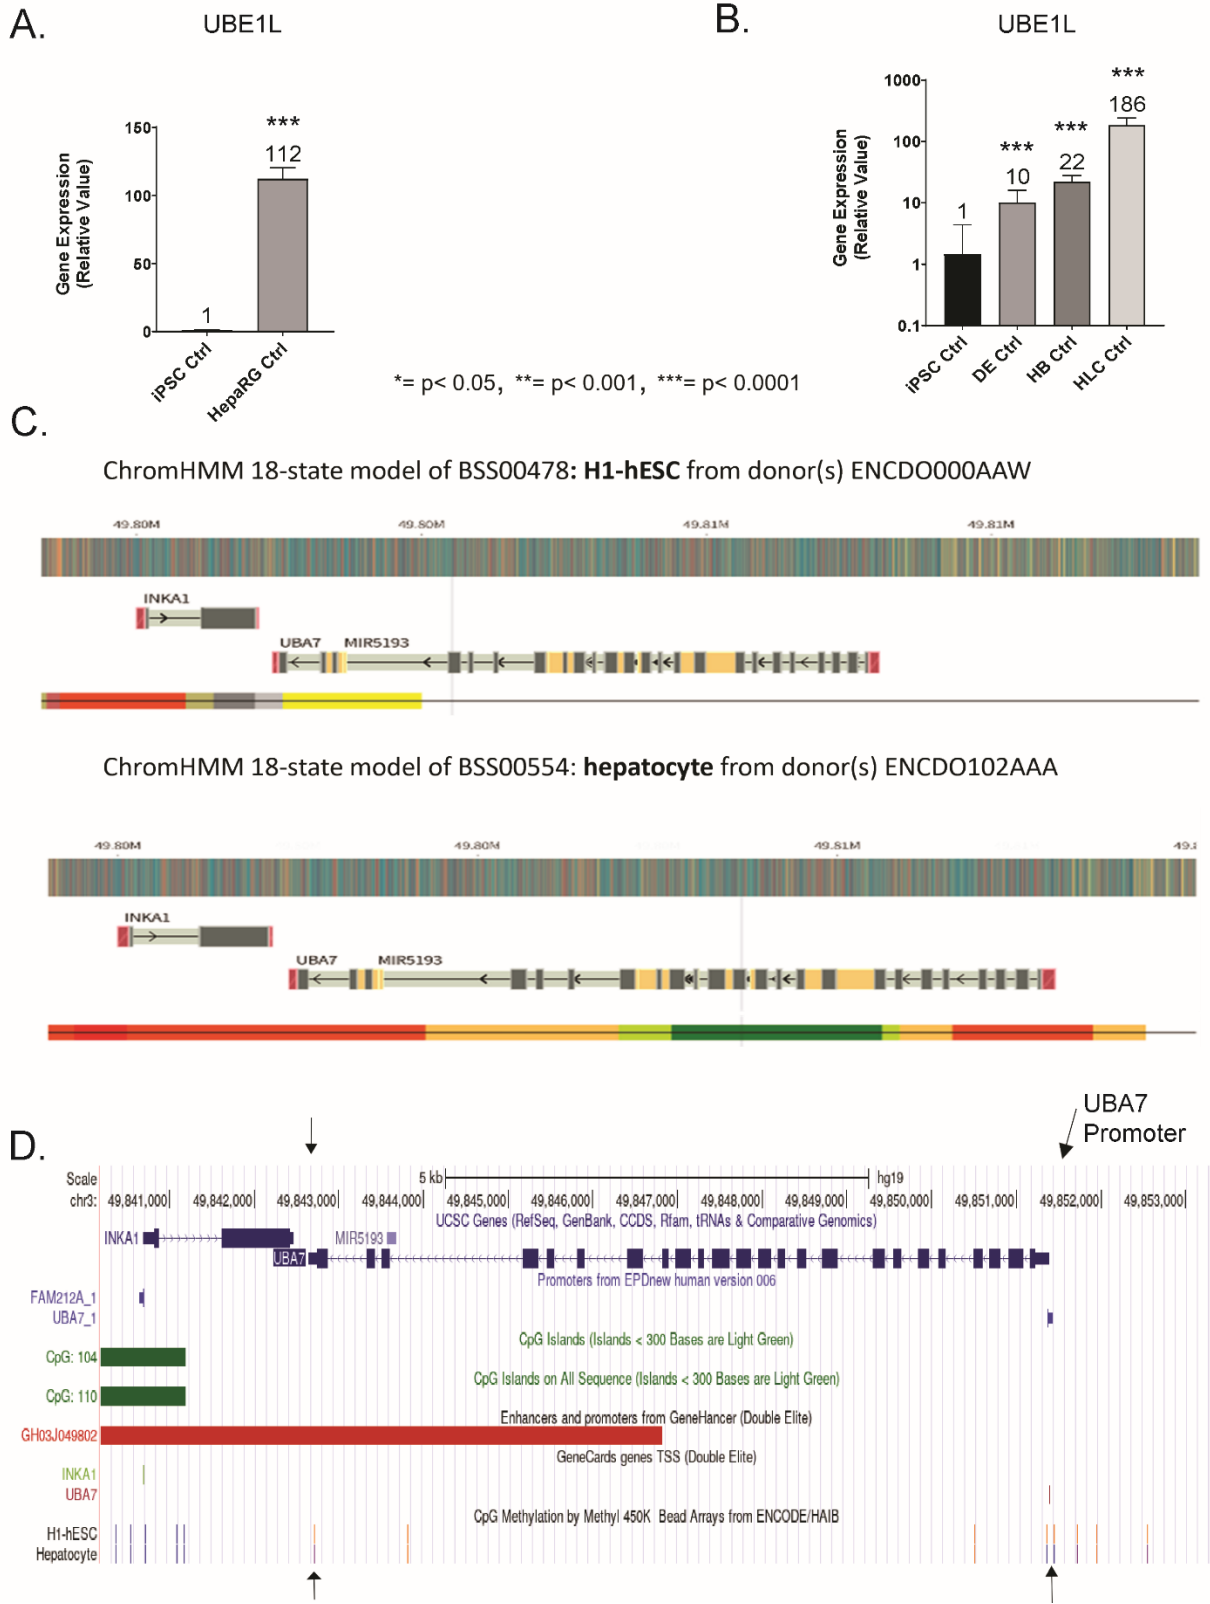 A.
UBE1L
Gene Expression
(Relative Value)
150
100
50
0
***
112
1
iPSC Ctrl
HepaRG Ctrl
B.
UBE1L
Gene Expression
(Relative Value)
1000
100
10
1
0.1
1
***
10
***
22
***
186
iPSC Ctrl
DE Ctrl
HB Ctrl
HLC Ctrl
*= p< 0.05, **= p< 0.001, ***= p< 0.0001
C.
ChromHMM 18-state model of BSS00478: H1-hESC from donor(s) ENCDO000AAW
49.80M 49.80M 49.81M 49.81M
INKA1
UBA7 MIR5193
ChromHMM 18-state model of BSS00554: hepatocyte from donor(s) ENCDO102AAA
49.80M 49.80M 49.81M
INKA1
UBA7 MIR5193
UBA7
Promoter
D.
Scale 5 kb hg19
chr3: 49,841,000 49,842,000 49,843,000 49,844,000 49,845,000 49,846,000 49,847,000 49,848,000 49,849,000 49,850,000 49,851,000 49,852,000 49,853,000
UCSC Genes (RefSeq, GenBank, CCDS, Rfam, tRNAs & Comparative Genomics)
INKA1 MIR5193
UBA7
Promoters from EPDnew human version 006
FAM212A_1
UBA7_1
CpG Islands (Islands < 300 Bases are Light Green)
CpG: 104
CpG Islands on All Sequence (Islands < 300 Bases are Light Green)
CpG: 110
Enhancers and promoters from GeneHancer (Double Elite)
GH03J049802
GeneCards genes TSS (Double Elite)
INKA1
UBA7
CpG Methylation by Methyl 450K Bead Arrays from ENCODE/HAIB
H1-hESC
Hepatocyte